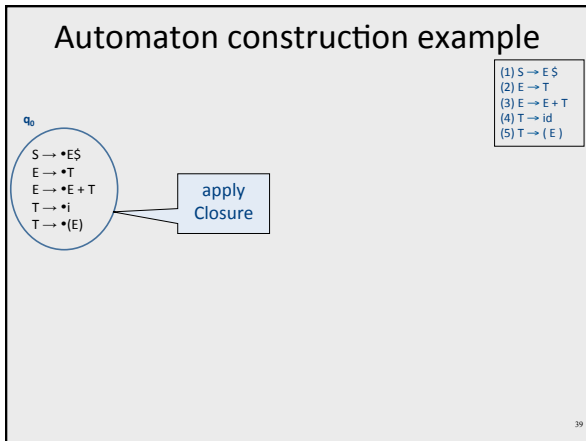 Automaton construction example
(1) S → E $
(2) E → T
(3) E → E + T
(4) T → id
(5) T → ( E )
q₀
S → •E$
E → •T
E → •E + T
T → •i
T → •(E)
apply
Closure
39